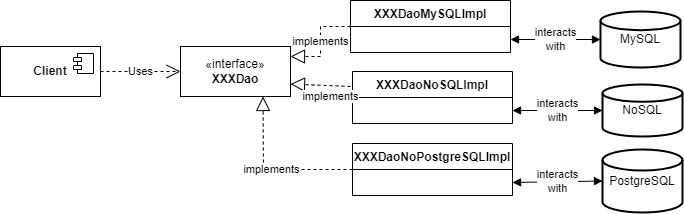 XXXDaoMySQLImpl
implements
interacts
with
MySQL
Client
Uses
«interface»
XXXDao
XXXDaoNoSQLImpl
implements
interacts
with
NoSQL
XXXDaoNoPostgreSQLImpl
implements
interacts
with
PostgreSQL